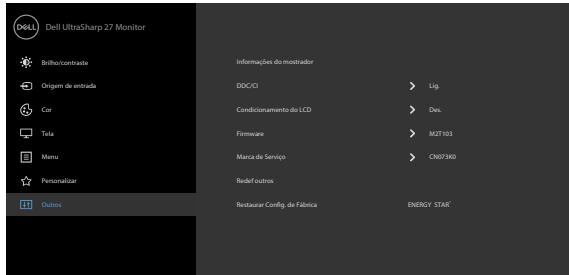 DELL Dell UltraSharp 27 Monitor
Brilho/contraste
Origem de entrada
Cor
Tela
Menu
Personalizar
Outros
Informações do mostrador
DDC/CI Lig.
Condicionamento do LCD Des.
Firmware M2T103
Marca de Serviço CN073K0
Redef outros
Restaurar Config. de Fábrica ENERGY STAR®